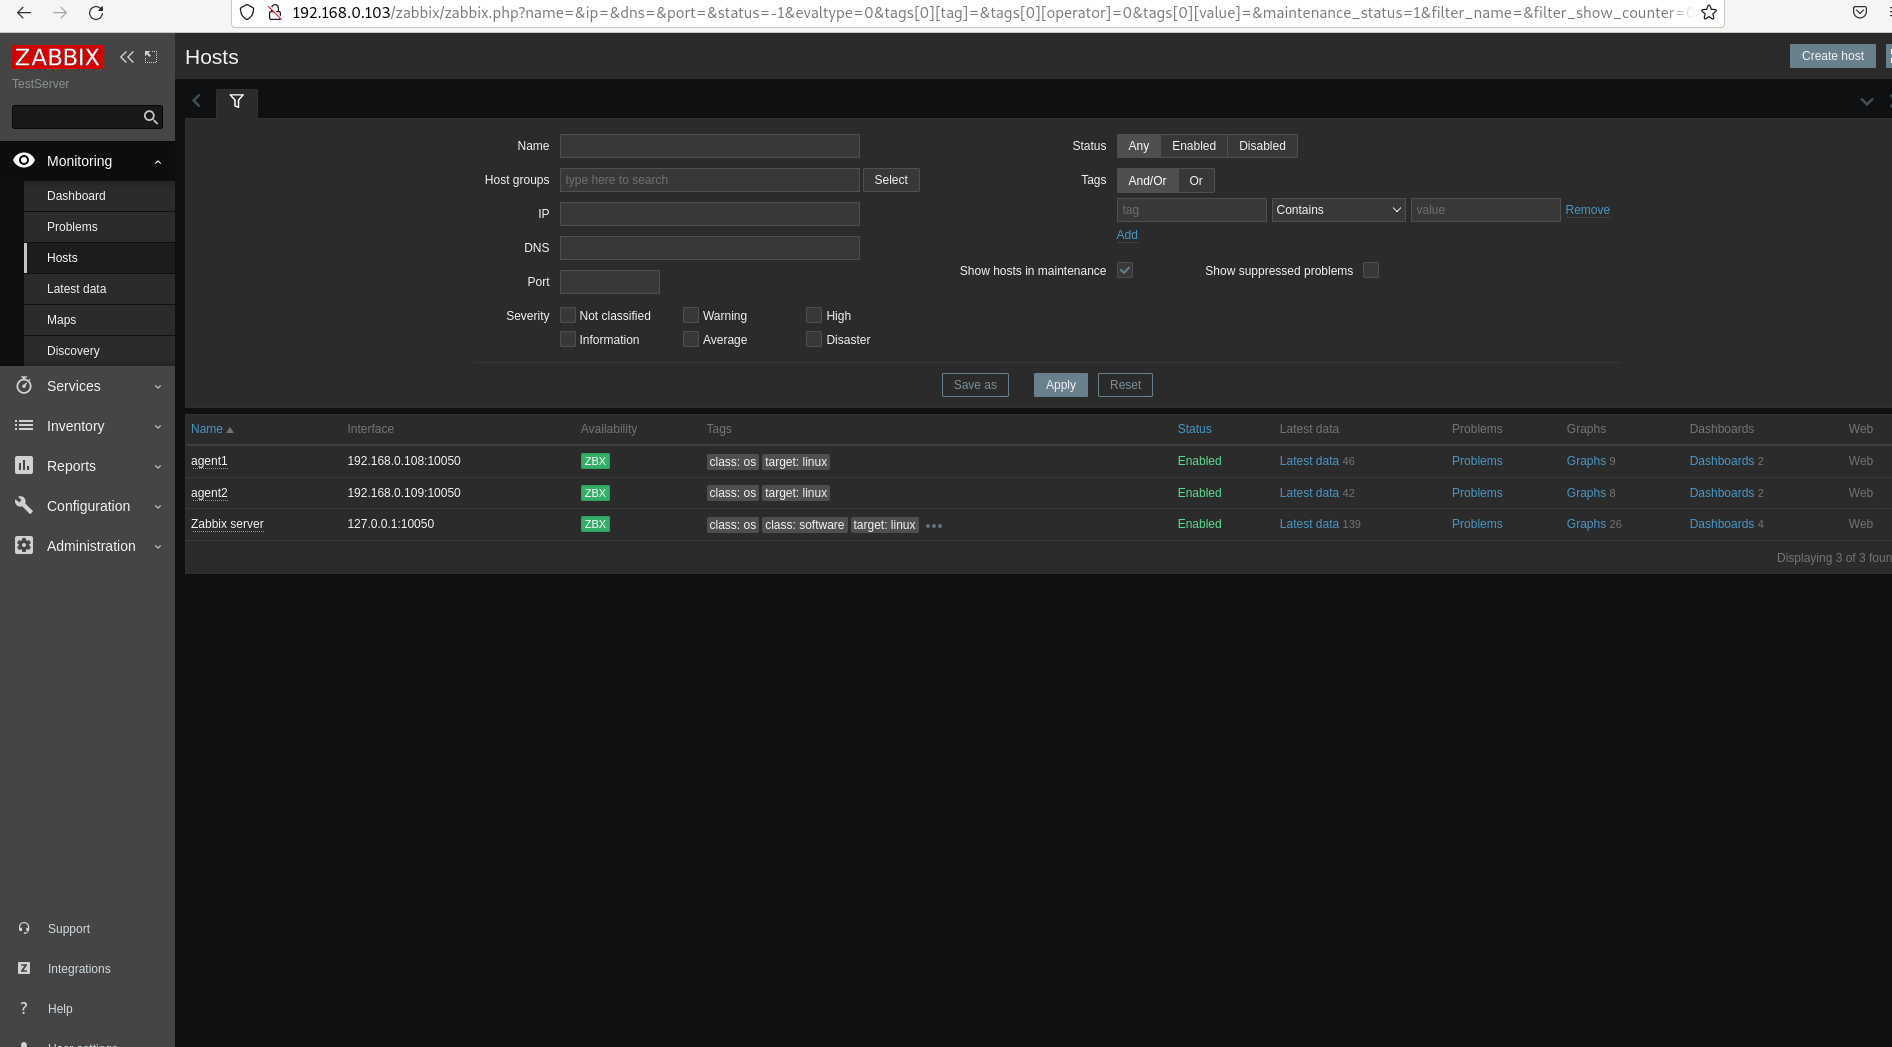 192.168.0.103/zabbix/zabbix.php?name=&ip=&dns=&port=&status=-1&evaltype=0&tags[0][tag]=&tags[0][operator]=0&tags[0][value]=&maintenance_status=1&filter_name=&filter_show_counter=
ZABBIX
TestServer
Hosts
Create host
Monitoring
Dashboard
Problems
Hosts
Latest data
Maps
Discovery
Services
Inventory
Reports
Configuration
Administration
Support
Integrations
Help
User settings
Name
Host groups type here to search Select
IP
DNS
Port
Severity Not classified Warning High
Information Average Disaster
Status Any Enabled Disabled
Tags And/Or Or
tag Contains value Remove
Add
Show hosts in maintenance Show suppressed problems
Save as Apply Reset
Name Interface Availability Tags Status Latest data Problems Graphs Dashboards Web
agent1 192.168.0.108:10050 ZBX class: os target: linux Enabled Latest data 46 Problems Graphs 9 Dashboards 2 Web
agent2 192.168.0.109:10050 ZBX class: os target: linux Enabled Latest data 42 Problems Graphs 8 Dashboards 2 Web
Zabbix server 127.0.0.1:10050 ZBX class: os class: software target: linux Enabled Latest data 139 Problems Graphs 26 Dashboards 4 Web
Displaying 3 of 3 foun